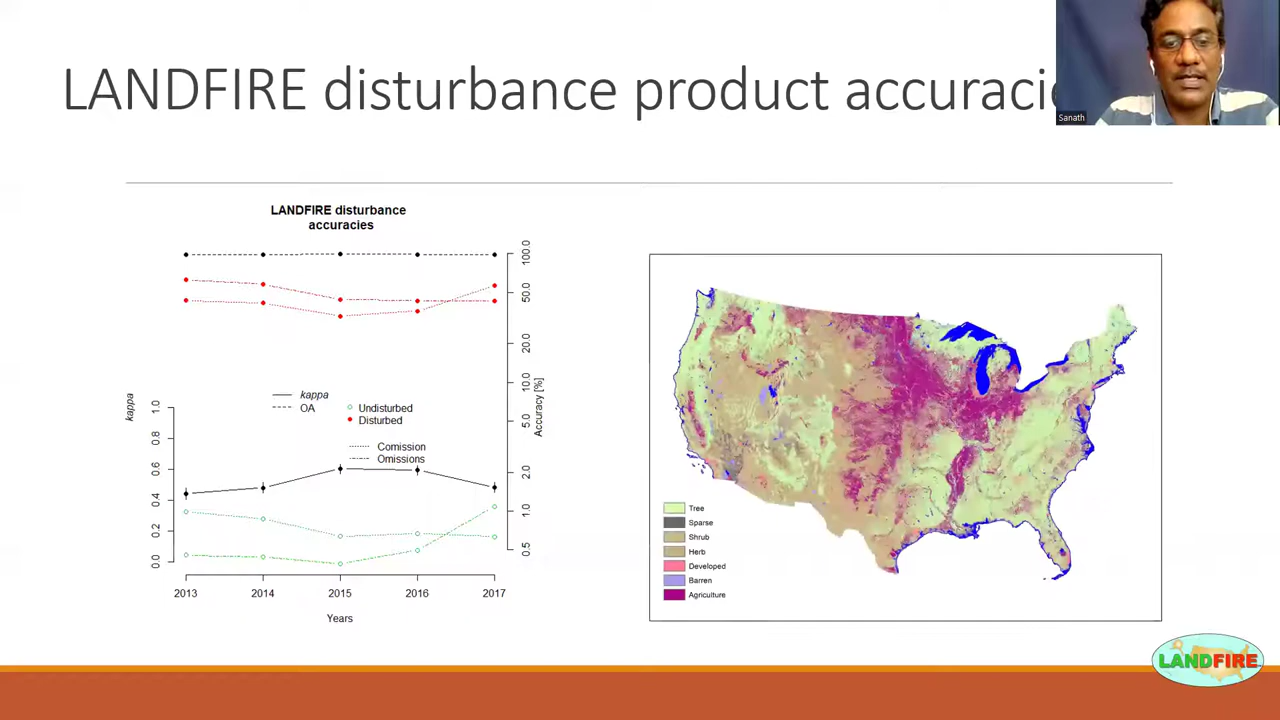 LANDFIRE disturbance product accuracie
Sanath
LANDFIRE disturbance
accuracies
100.0
50.0
20.0
10.0
5.0
2.0
1.0
0.5
Accuracy [%]
kappa
1.0
0.8
0.6
0.4
0.2
0.0
kappa
OA
Undisturbed
Disturbed
Comission
Omissions
2013 2014 2015 2016 2017
Years
Tree
Sparse
Shrub
Herb
Developed
Barren
Agriculture
LANDFIRE